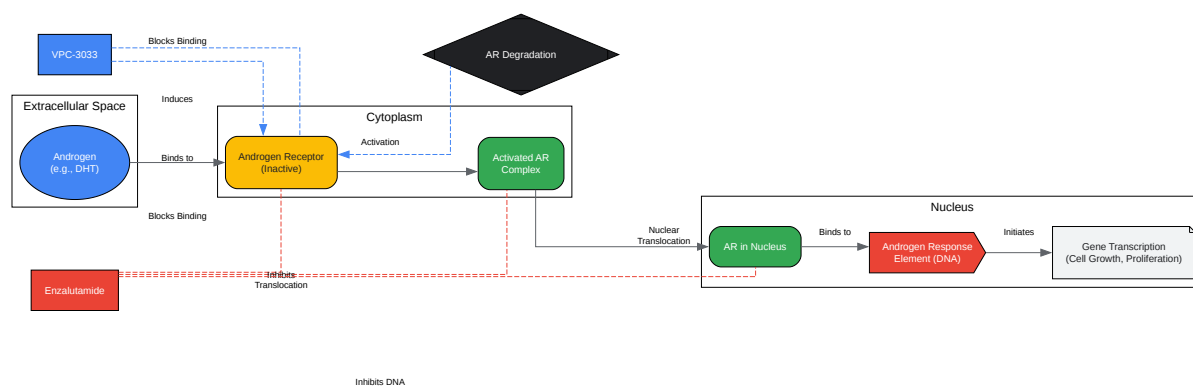 VPC-3033
Blocks Binding
AR Degradation
Induces
Extracellular Space
Cytoplasm
Androgen
(e.g., DHT)
Binds to
Androgen Receptor
(Inactive)
Activation
Activated AR
Complex
Blocks Binding
Nucleus
Nuclear
Translocation
AR in Nucleus
Binds to
Androgen Response
Element (DNA)
Initiates
Gene Transcription
(Cell Growth, Proliferation)
Enzalutamide
Inhibits
Translocation
Inhibits DNA